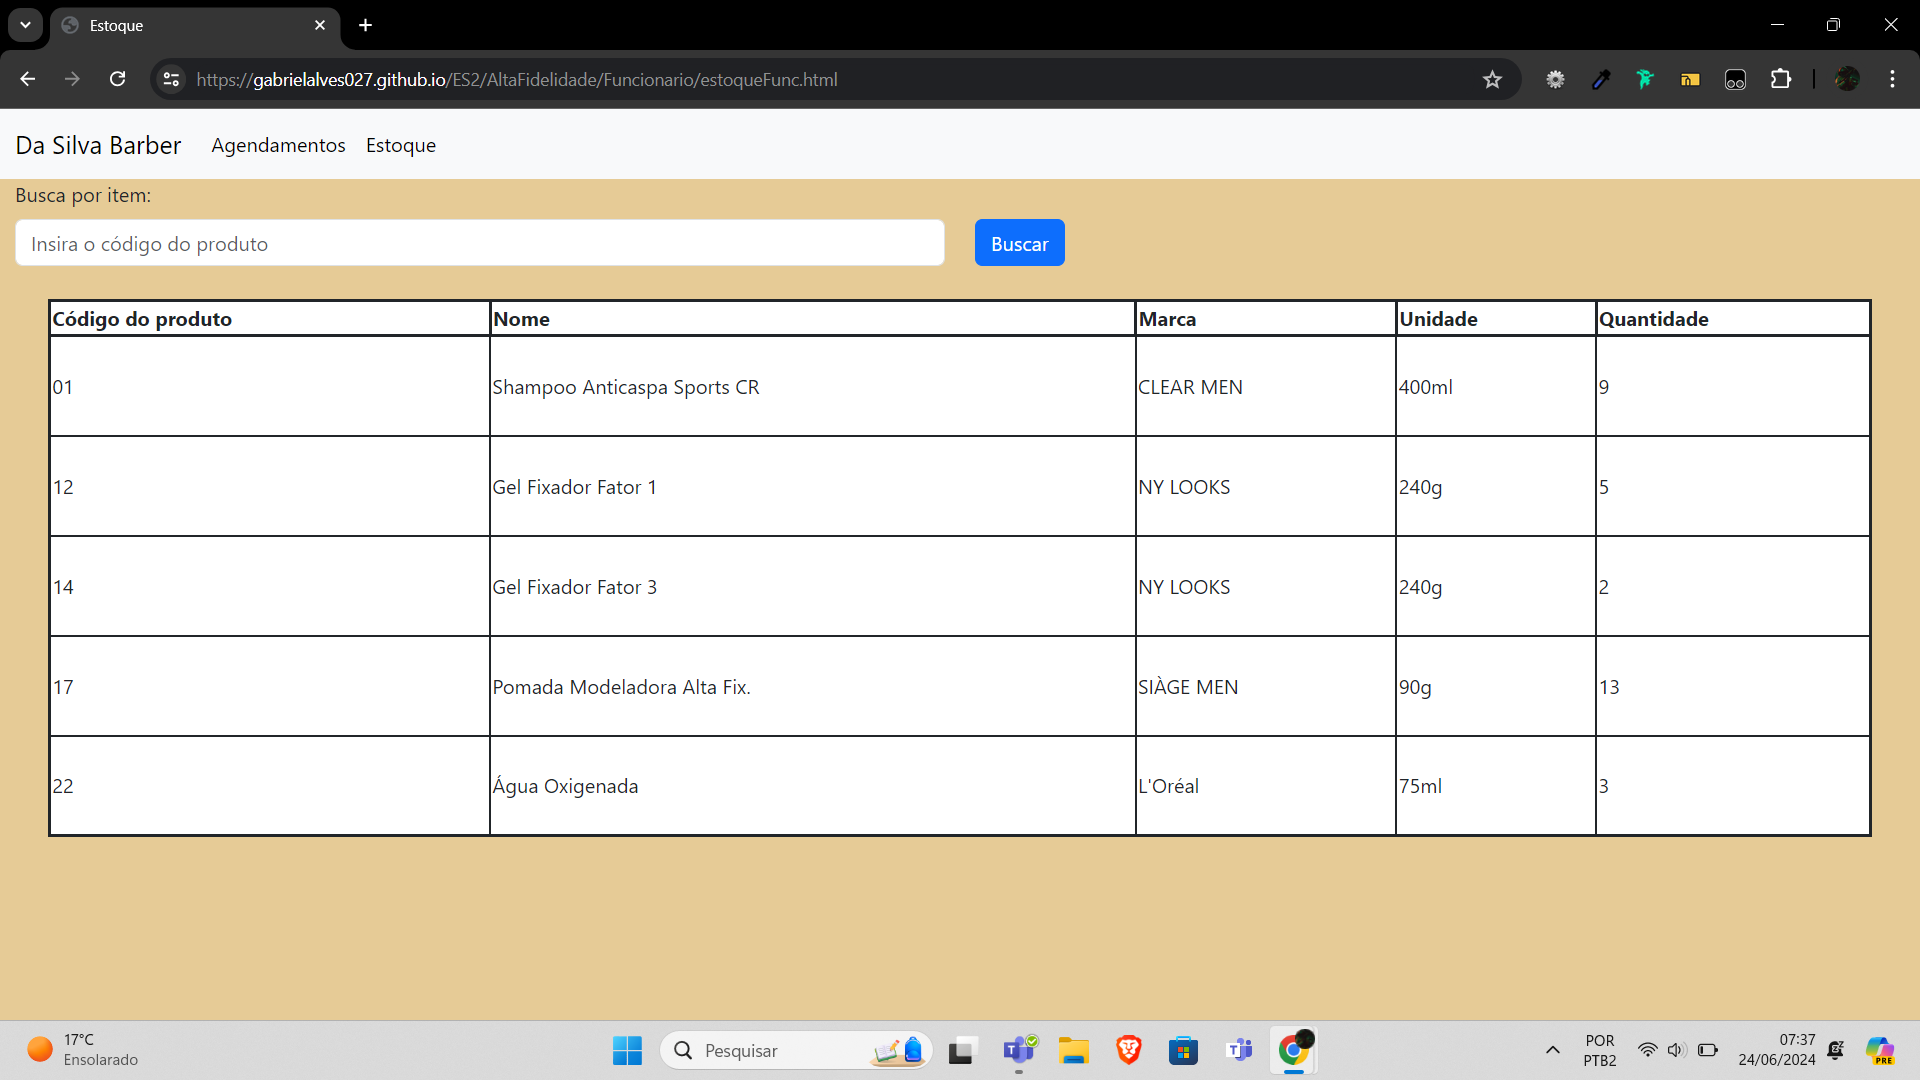 Estoque
https://gabrielalves027.github.io/ES2/AltaFidelidade/Funcionario/estoqueFunc.html
Da Silva Barber Agendamentos Estoque
Busca por item:
Insira o código do produto Buscar
Código do produto Nome Marca Unidade Quantidade
01 Shampoo Anticaspa Sports CR CLEAR MEN 400ml 9
12 Gel Fixador Fator 1 NY LOOKS 240g 5
14 Gel Fixador Fator 3 NY LOOKS 240g 2
17 Pomada Modeladora Alta Fix. SIÀGE MEN 90g 13
22 Água Oxigenada L'Oréal 75ml 3
17°C
Ensolarado
Pesquisar
POR
PTB2
07:37
24/06/2024
PRE